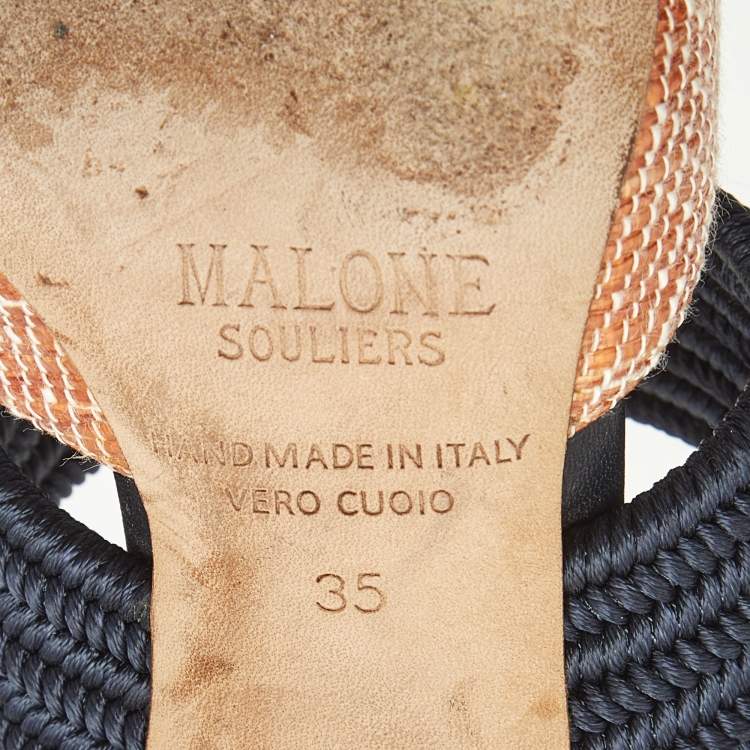 MALONE
SOULIERS
HAND MADE IN ITALY
VERO CUOIO
35